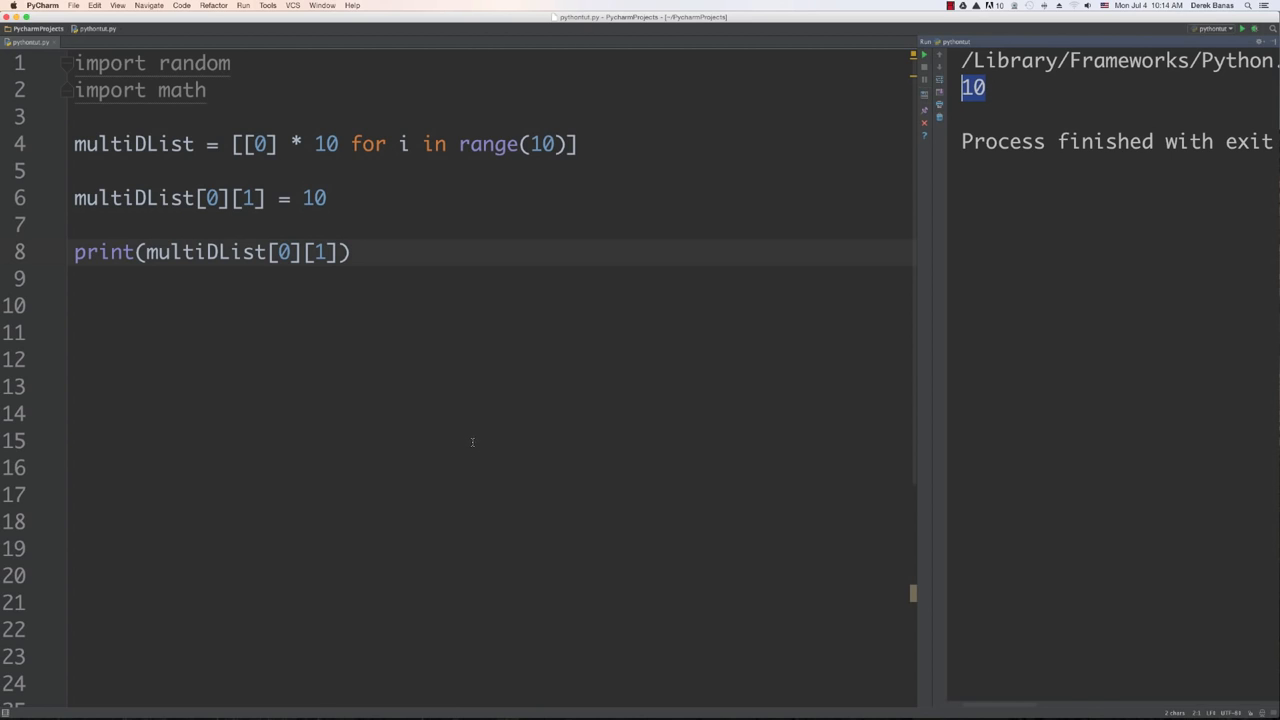 PyCharm File Edit View Navigate Code Refactor Run Tools VCS Window Help 10 Mon Jul 4 10:14 AM Derek Banas
pythontut.py - PycharmProjects - [~/PycharmProjects]
PycharmProjects pythontut.py pythontut
pythontut.py Run pythontut
1 import random
2 import math
3
4 multiDList = [[0] * 10 for i in range(10)]
5
6 multiDList[0][1] = 10
7
8 print(multiDList[0][1])
9
10
11
12
13
14
15
16
17
18
19
20
21
22
23
24
/Library/Frameworks/Python.
10
Process finished with exit
2 chars 2:1 LF÷ UTF-8÷